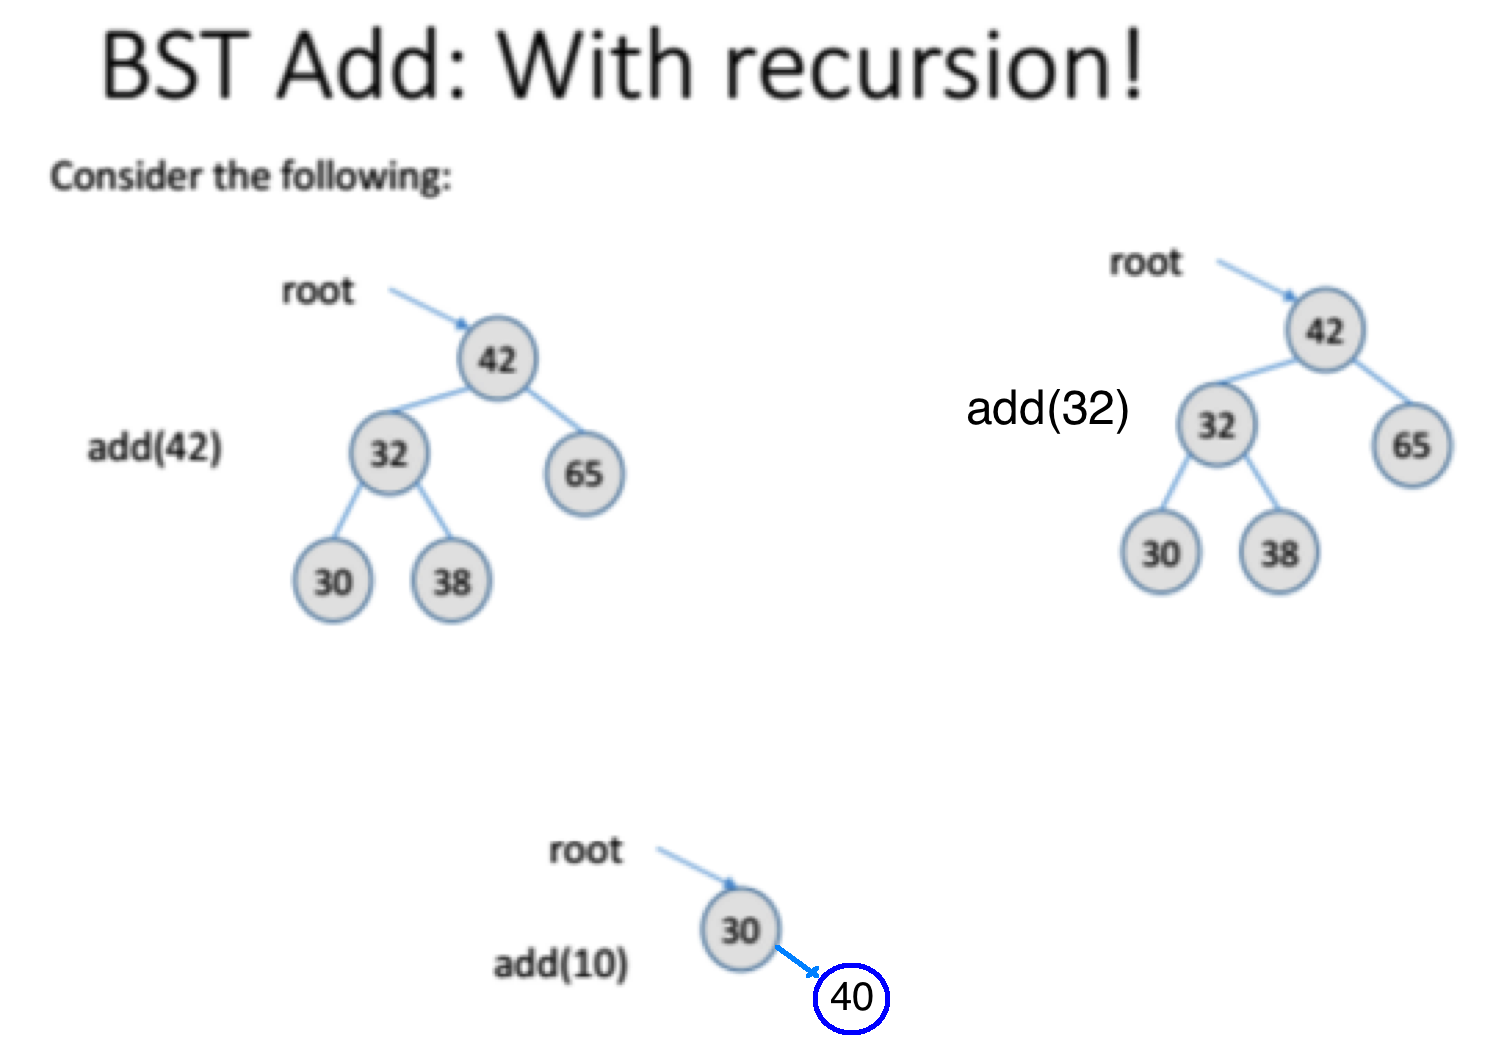 BST Add: With recursion!
Consider the following:
root
42
add(42)
32
65
30
38
root
42
add(32)
32
65
30
38
root
30
add(10)
40